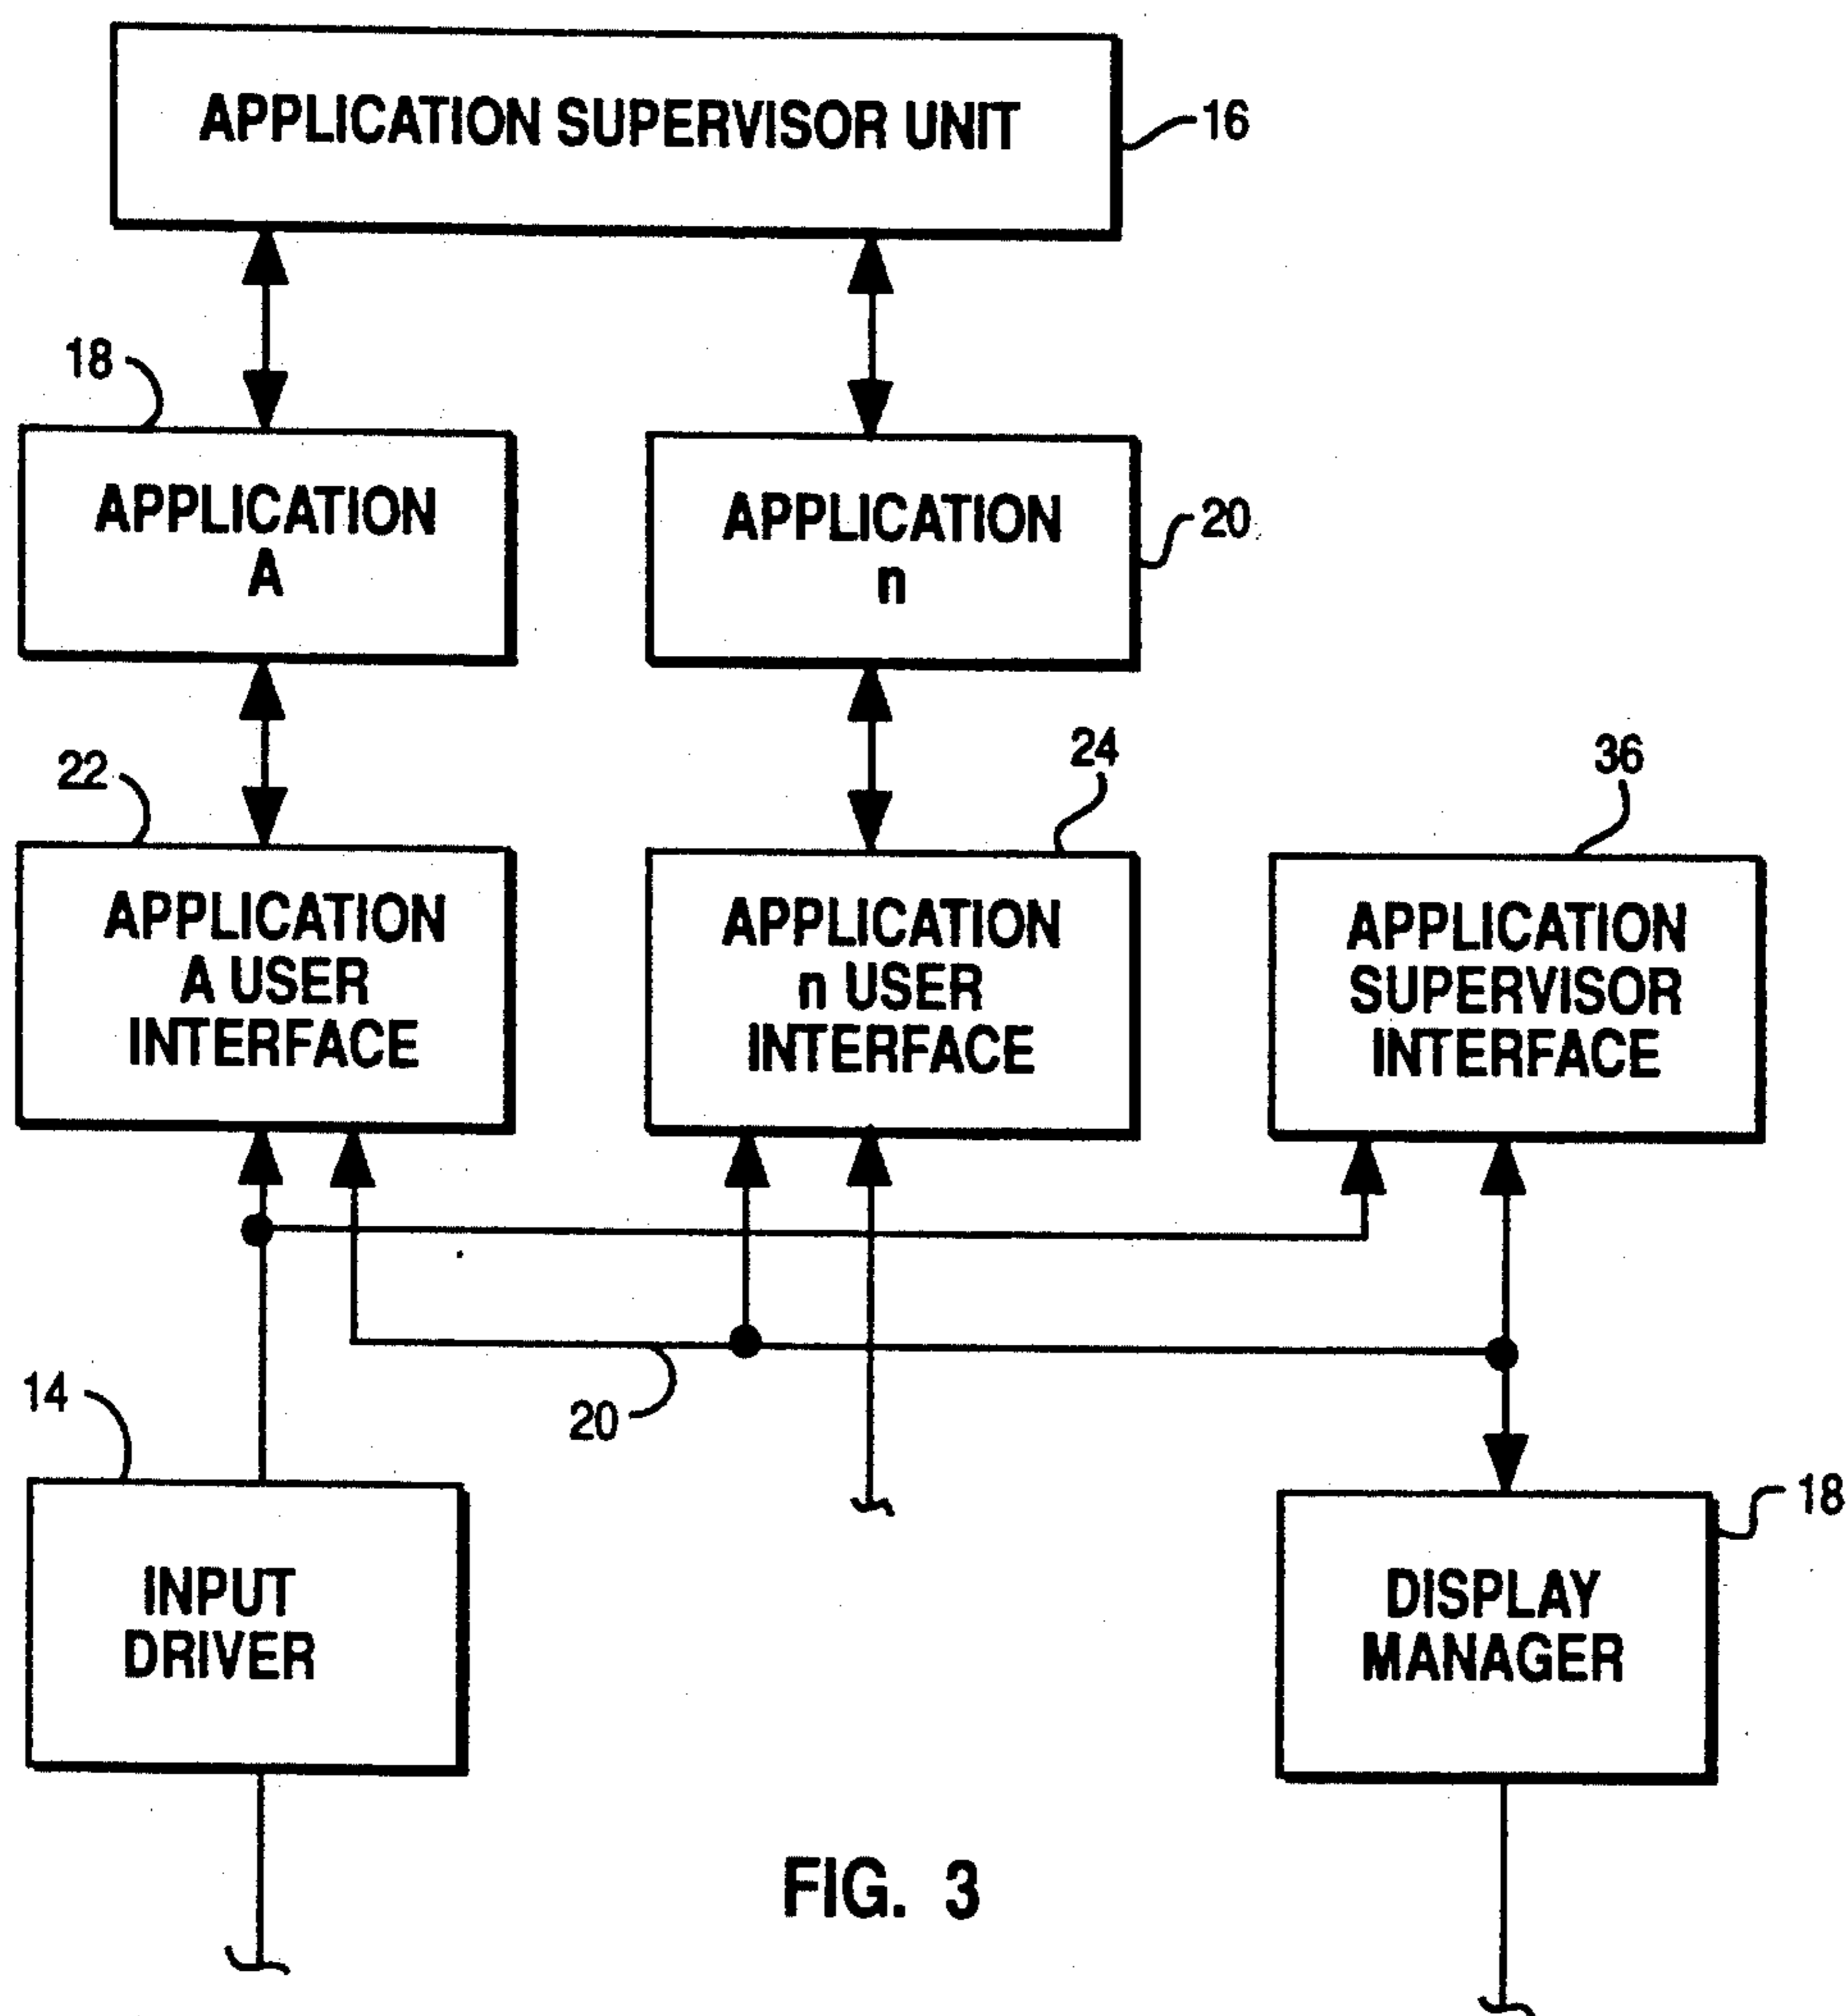 APPLICATION SUPERVISOR UNIT
16
18
APPLICATION
A
APPLICATION
n
20
22
24
36
APPLICATION
A USER
INTERFACE
APPLICATION
n USER
INTERFACE
APPLICATION
SUPERVISOR
INTERFACE
14
20
18
INPUT
DRIVER
DISPLAY
MANAGER
FIG. 3